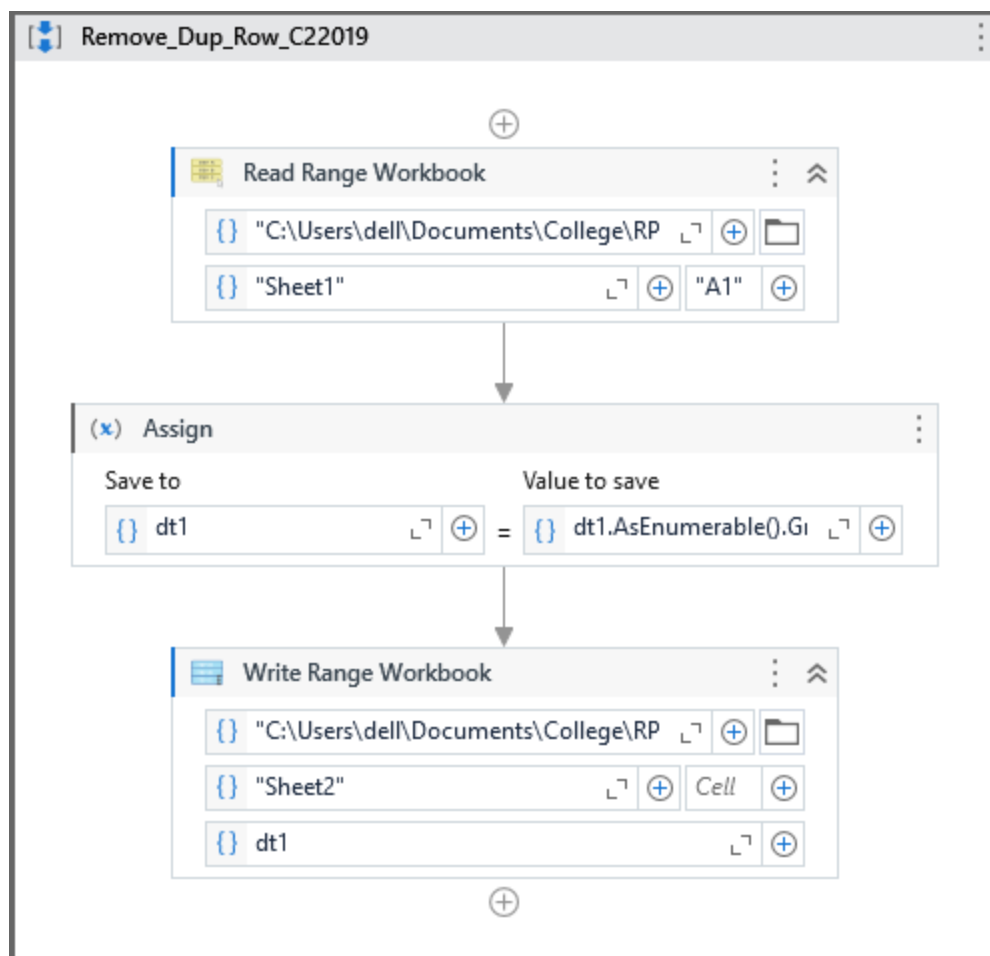 Remove_Dup_Row_C22019
Read Range Workbook
"C:\Users\dell\Documents\College\RP
"Sheet1" "A1"
(x) Assign
Save to Value to save
dt1 = dt1.AsEnumerable().Gr
Write Range Workbook
"C:\Users\dell\Documents\College\RP
"Sheet2" Cell
dt1